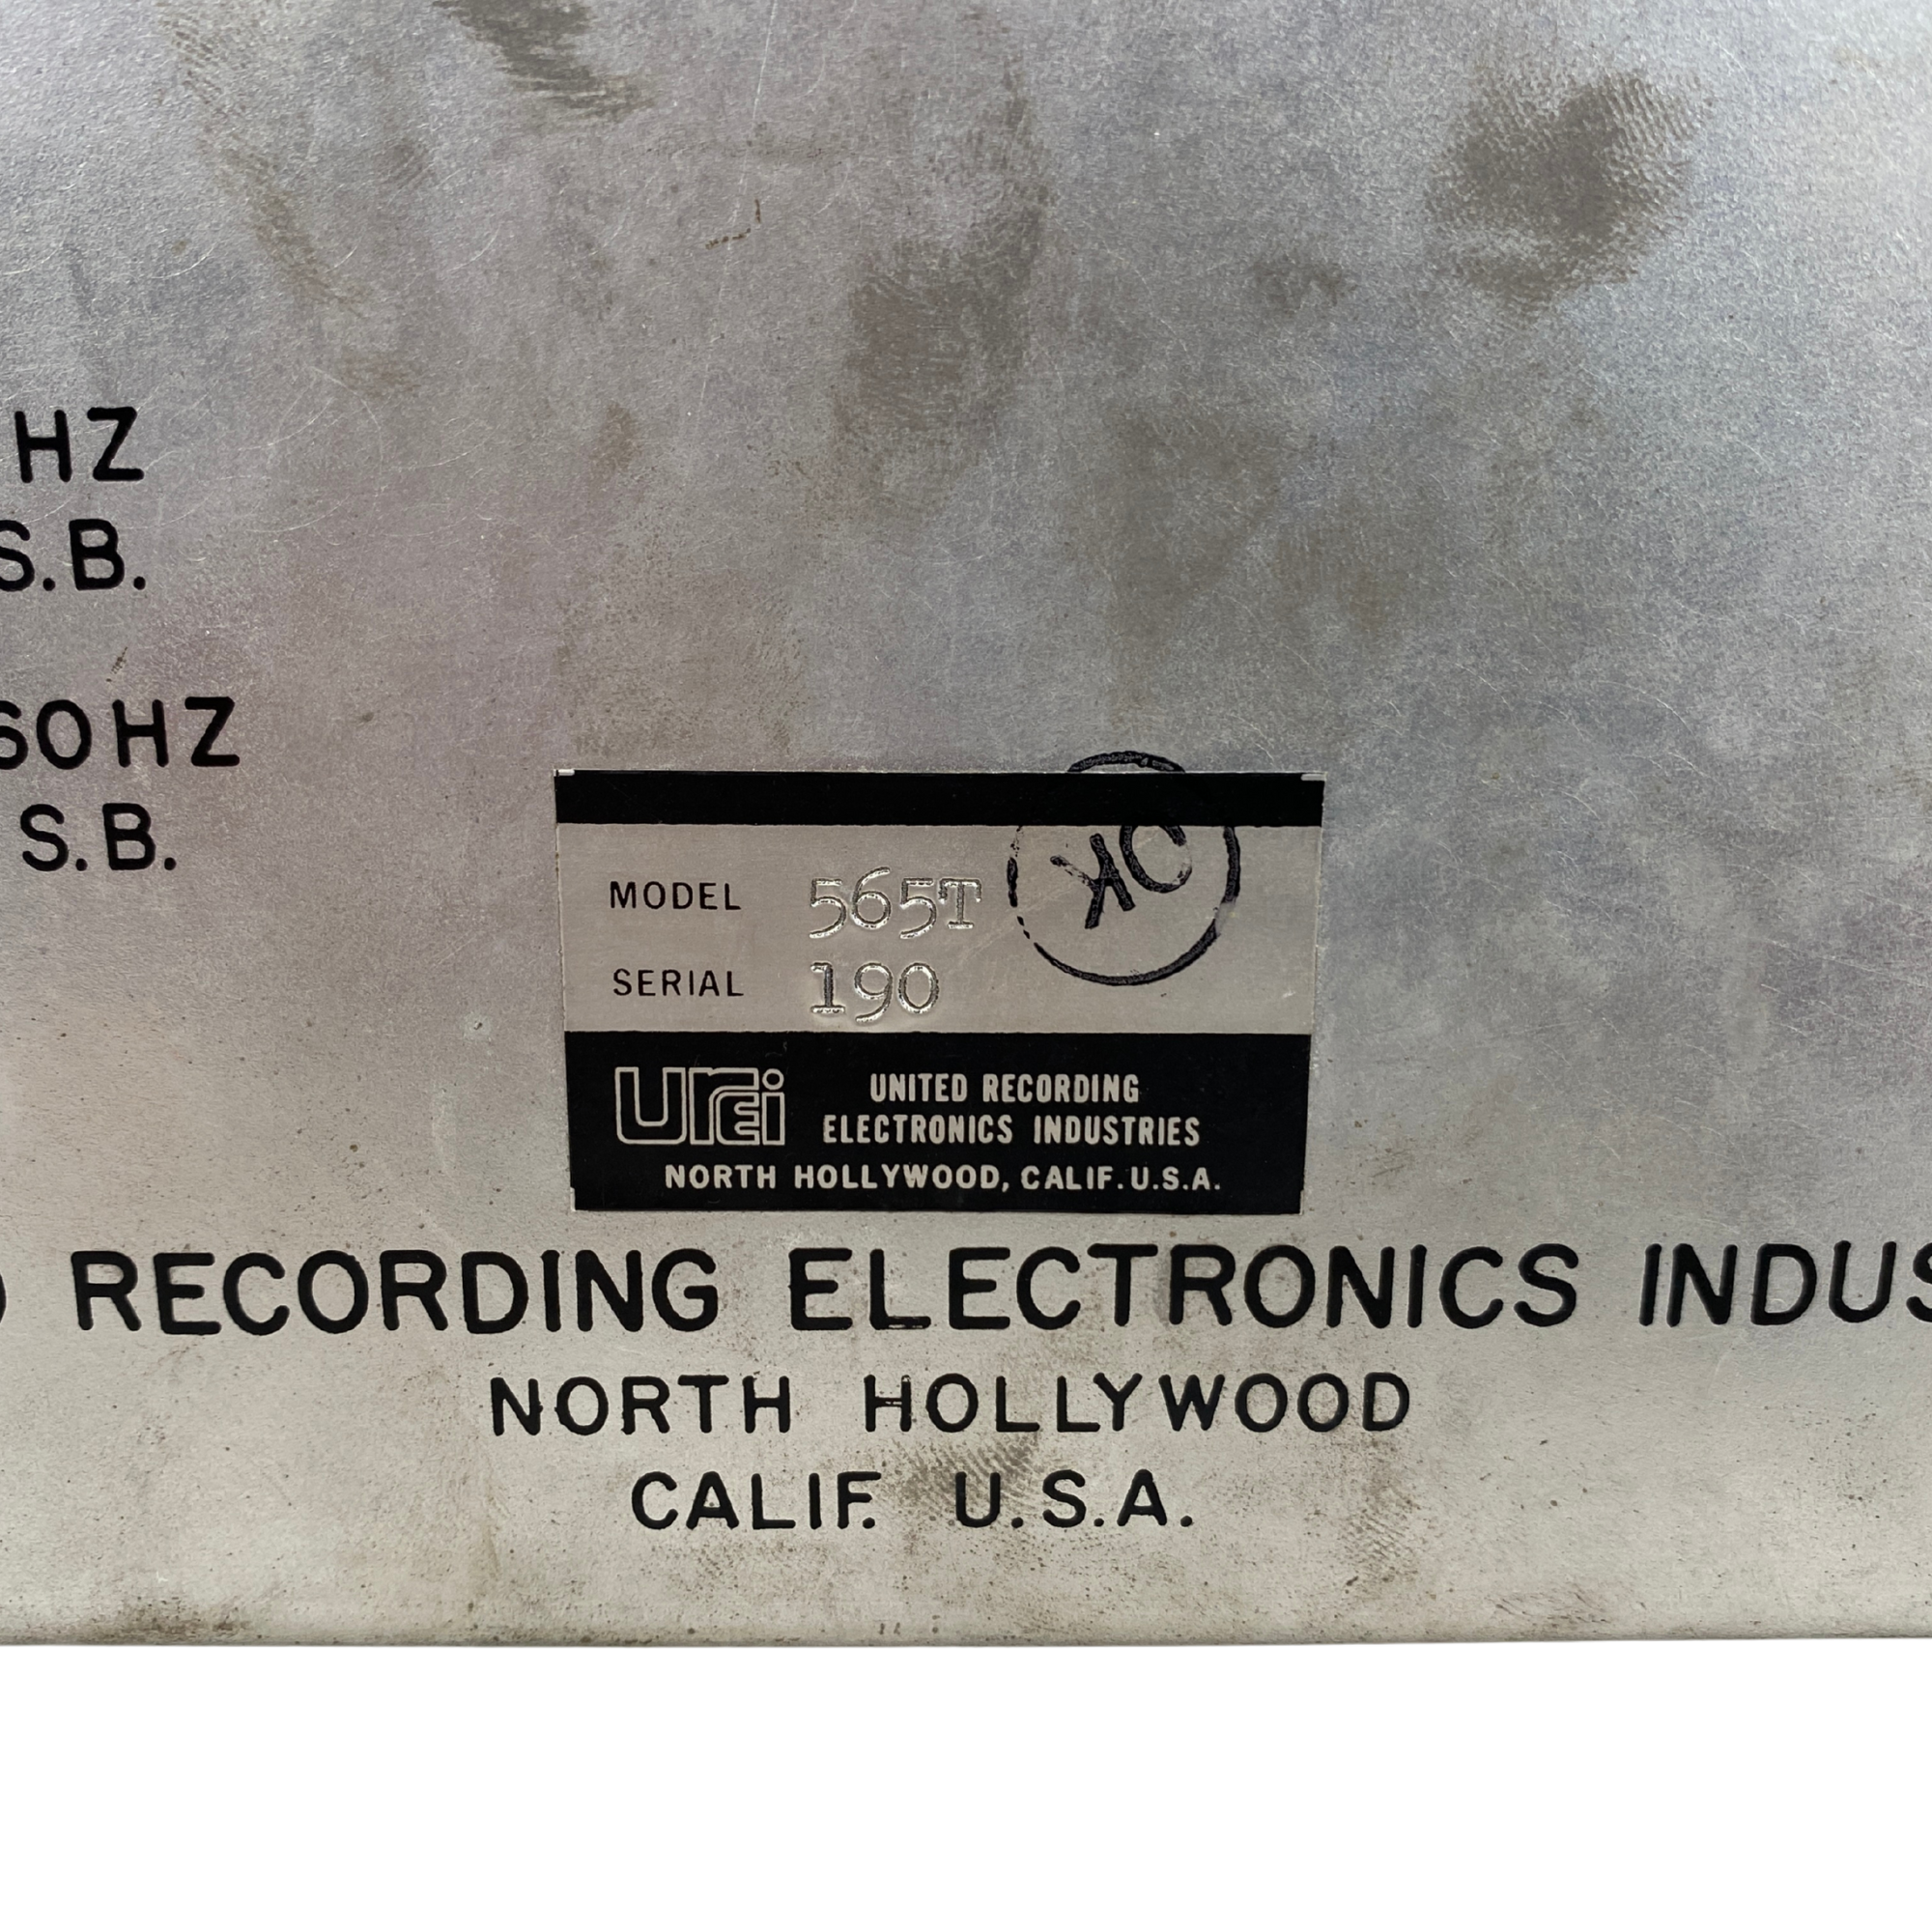 HZ
S.B.
60HZ
S.B.
OK
MODEL 565T
SERIAL 190
urei UNITED RECORDING
ELECTRONICS INDUSTRIES
NORTH HOLLYWOOD, CALIF. U.S.A.
RECORDING ELECTRONICS INDUS
NORTH HOLLYWOOD
CALIF. U.S.A.